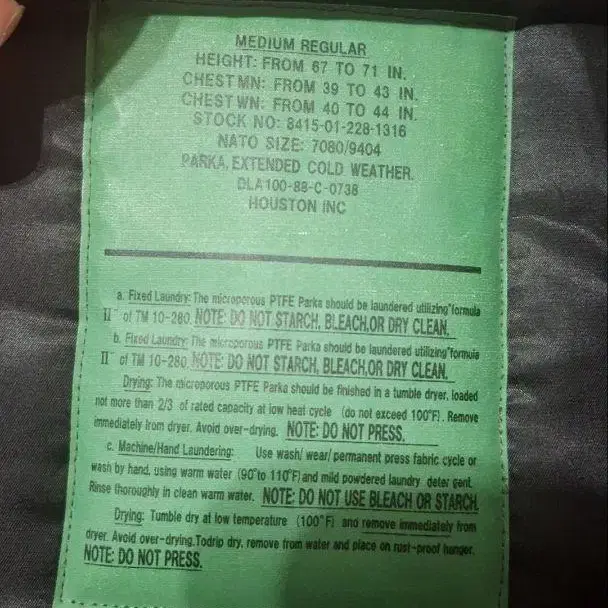 MEDIUM REGULAR
HEIGHT: FROM 67 TO 71 IN.
CHEST MN: FROM 39 TO 43 IN.
CHEST WN: FROM 40 TO 44 IN.
STOCK NO: 8415-01-228-1316
NATO SIZE: 7080/9404
PARKA, EXTENDED COLD WEATHER.
DLA100-88-C-0738
HOUSTON INC
a. Fixed Laundry: The microporous PTFE Parka should be laundered utilizing"formula
II" of TM 10-280. NOTE: DO NOT STARCH, BLEACH,OR DRY CLEAN.
b. Fixed Laundry: The microporous PTFE Parka should be laundered utilizing"formula
II" of TM 10-280. NOTE: DO NOT STARCH, BLEACH,OR DRY CLEAN.
Drying: The microporous PTFE Parka should be finished in a tumble dryer, loaded
not more than 2/3 of rated capacity at low heat cycle (do not exceed 100°F). Remove
immediately from dryer. Avoid over-drying. NOTE: DO NOT PRESS.
c. Machine/Hand Laundering: Use wash/ wear/ permanent press fabric cycle or
wash by hand, using warm water (90°to 110°F) and mild powdered laundry deter gent.
Rinse thoroughly in clean warm water. NOTE: DO NOT USE BLEACH OR STARCH.
Drying: Tumble dry at low temperature (100°F) and remove immediately from
dryer. Avoid over-drying.Todrip dry, remove from water and place on rust-proof hanger.
NOTE: DO NOT PRESS.